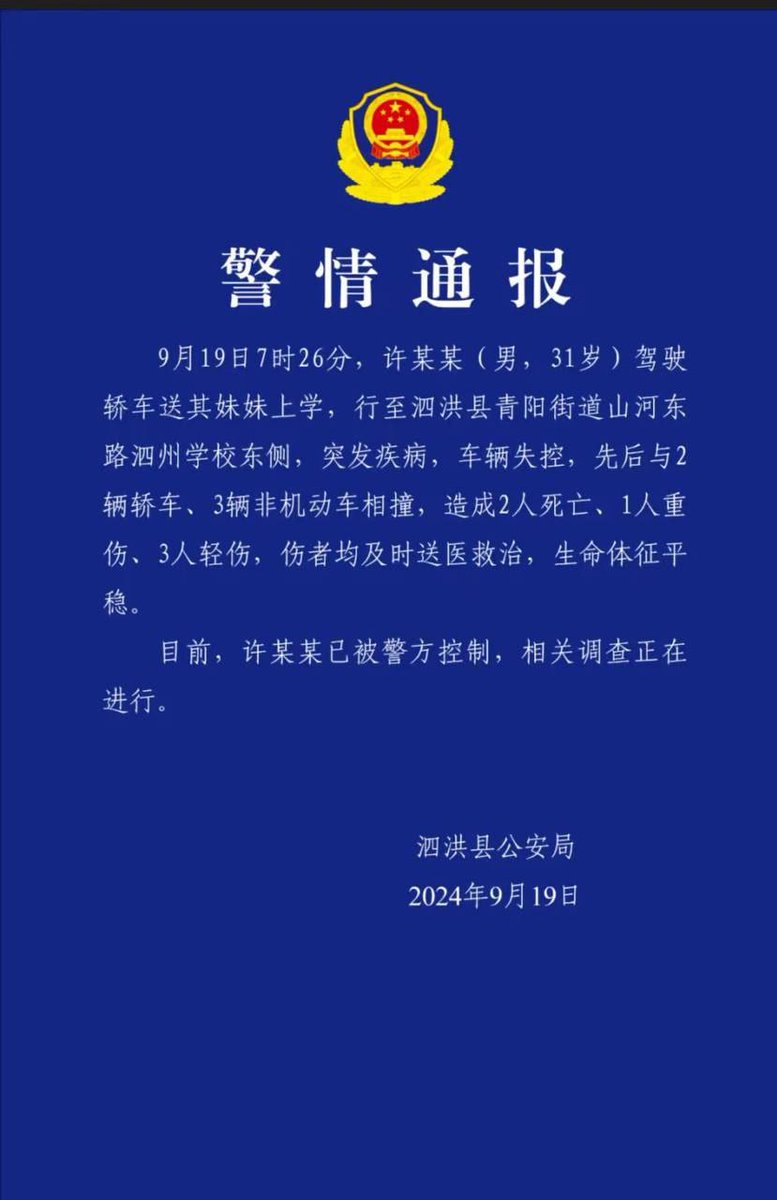 警情通报
9月19日7时26分，许某某（男，31岁）驾驶
轿车送其妹妹上学，行至泗洪县青阳街道山河东
路泗州学校东侧，突发疾病，车辆失控，先后与2
辆轿车、3辆非机动车相撞，造成2人死亡、1人重
伤、3人轻伤，伤者均及时送医救治，生命体征平
稳。
目前，许某某已被警方控制，相关调查正在
进行。
泗洪县公安局
2024年9月19日